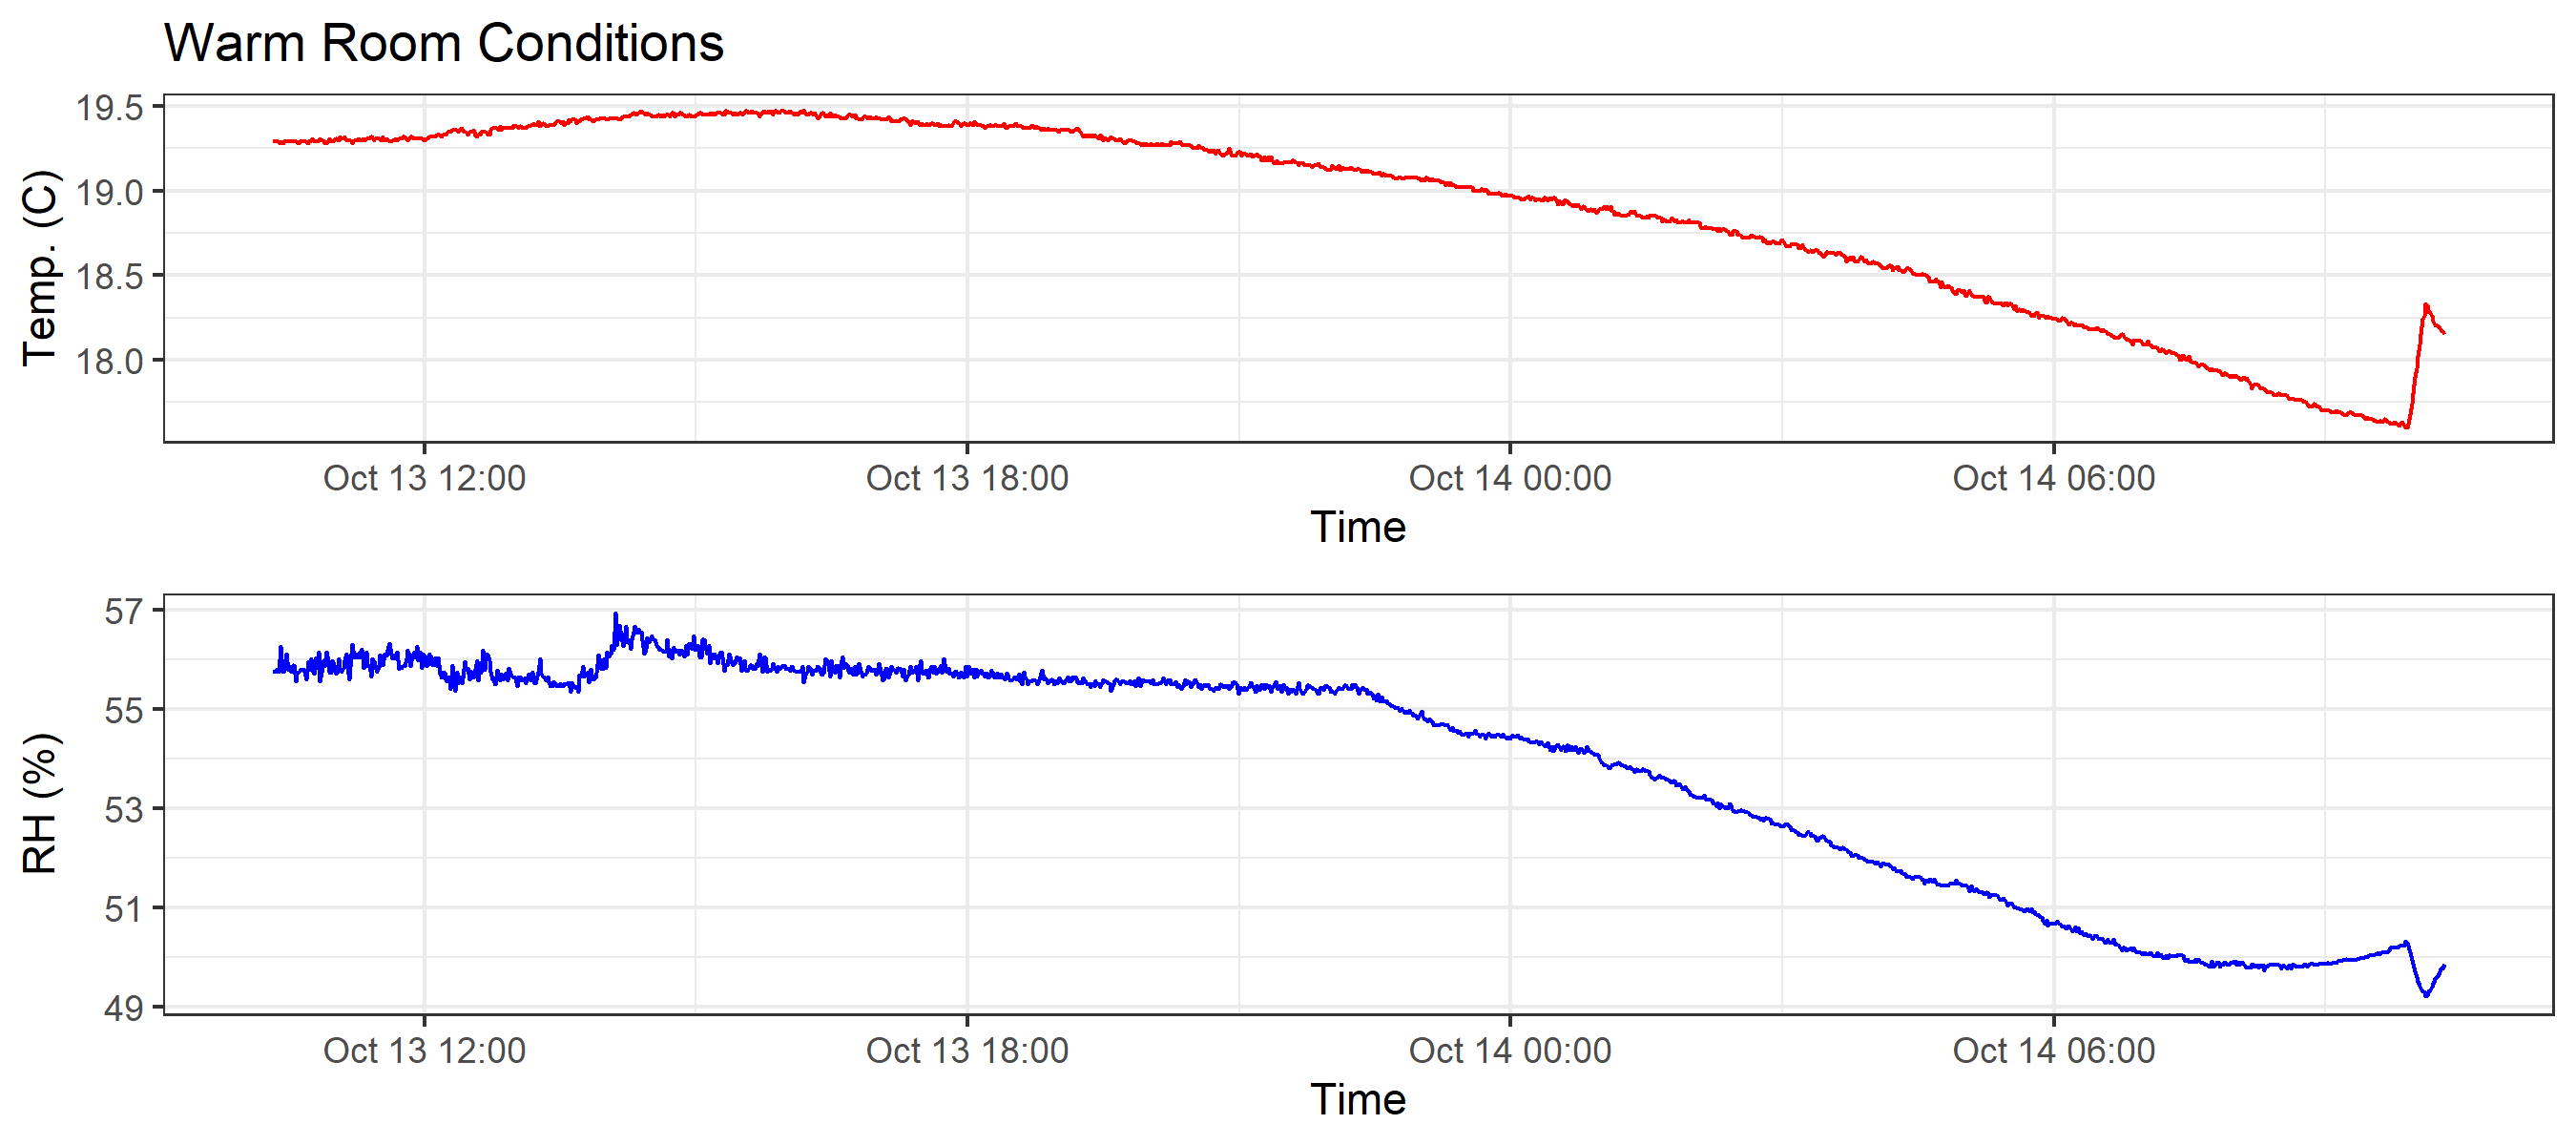 Warm Room Conditions
19.5
19.0
18.5
18.0
Temp. (C)
Oct 13 12:00 Oct 13 18:00 Oct 14 00:00 Oct 14 06:00
Time
57
55
53
51
49
RH (%)
Oct 13 12:00 Oct 13 18:00 Oct 14 00:00 Oct 14 06:00
Time